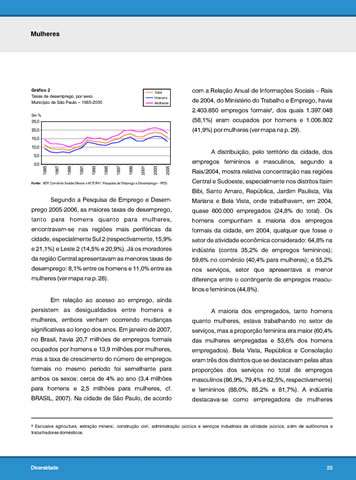 Mulheres
Gráfico 2
Taxas de desemprego, por sexo
Município de São Paulo – 1985-2005
Total
Homens
Mulheres
Em %
25,0
20,0
15,0
10,0
5,0
0,0
1985
1987
1989
1991
1993
1995
1997
1999
2001
2003
2005
Segundo a Pesquisa de Emprego e Desem-
prego 2005-2006, as maiores taxas de desemprego,
tanto para homens quanto para mulheres,
encontravam-se nas regiões mais periféricas da
cidade, especialmente Sul 2 (respectivamente, 15,9%
e 21,1%) e Leste 2 (14,5% e 20,9%). Já os moradores
da região Central apresentavam as menores taxas de
desemprego: 8,1% entre os homens e 11,0% entre as
mulheres (ver mapa na p. 28).
Em relação ao acesso ao emprego, ainda
persistem as desigualdades entre homens e
mulheres, embora venham ocorrendo mudanças
significativas ao longo dos anos. Em janeiro de 2007,
no Brasil, havia 20,7 milhões de empregos formais
ocupados por homens e 13,9 milhões por mulheres,
mas a taxa de crescimento do número de empregos
formais no mesmo período foi semelhante para
ambos os sexos: cerca de 4% ao ano (3,4 milhões
para homens e 2,5 milhões para mulheres, cf.
BRASIL, 2007). Na cidade de São Paulo, de acordo
com a Relação Anual de Informações Sociais – Rais
de 2004, do Ministério do Trabalho e Emprego, havia
2.403.850 empregos formais², dos quais 1.397.048
(58,1%) eram ocupados por homens e 1.006.802
(41,9%) por mulheres (ver mapa na p. 29).
A distribuição, pelo território da cidade, dos
empregos femininos e masculinos, segundo a
Rais/2004, mostra relativa concentração nas regiões
Central e Sudoeste, especialmente nos distritos Itaim
Bibi, Santo Amaro, República, Jardim Paulista, Vila
Mariana e Bela Vista, onde trabalhavam, em 2004,
quase 600.000 empregados (24,8% do total). Os
homens compunham a maioria dos empregos
formais da cidade, em 2004, qualquer que fosse o
setor de atividade econômica considerado: 64,8% na
indústria (contra 35,2% de empregos femininos);
59,6% no comércio (40,4% para mulheres); e 55,2%
nos serviços, setor que apresentava a menor
diferença entre o contingente de empregos mascu-
linos e femininos (44,8%).
A maioria dos empregados, tanto homens
quanto mulheres, estava trabalhando no setor de
serviços, mas a proporção feminina era maior (60,4%
das mulheres empregadas e 53,6% dos homens
empregados). Bela Vista, República e Consolação
eram três dos distritos que se destacavam pelas altas
proporções dos serviços no total de empregos
masculinos (86,9%, 79,4% e 82,5%, respectivamente)
e femininos (88,0%, 85,2% e 61,7%). A indústria
destacava-se como empregadora de mulheres
² Exclusive agricultura, extração mineral, construção civil, administração pública e serviços industriais de utilidade pública, além de autônomos e
trabalhadores domésticos.
Diversidade
23